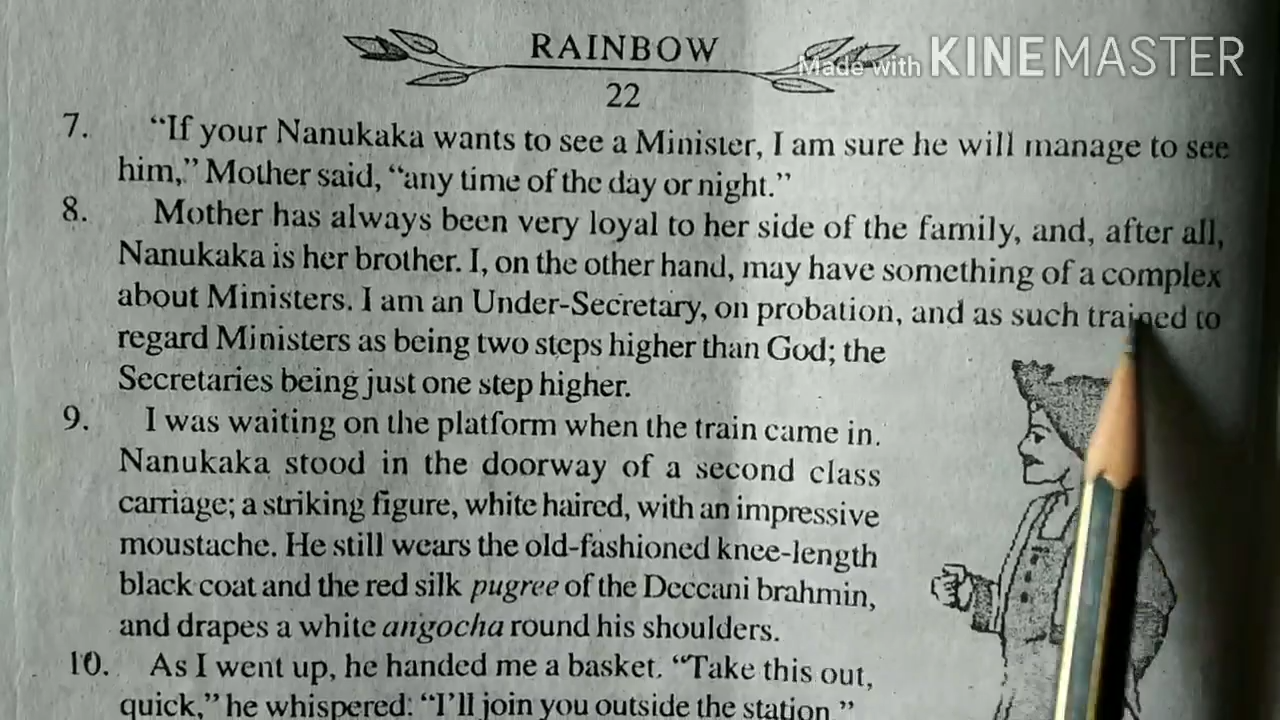 RAINBOW
Made with KINEMASTER
22
7. “If your Nanukaka wants to see a Minister, I am sure he will manage to see
him,” Mother said, “any time of the day or night.”
8. Mother has always been very loyal to her side of the family, and, after all,
Nanukaka is her brother. I, on the other hand, may have something of a complex
about Ministers. I am an Under-Secretary, on probation, and as such trained to
regard Ministers as being two steps higher than God; the
Secretaries being just one step higher.
9. I was waiting on the platform when the train came in.
Nanukaka stood in the doorway of a second class
carriage; a striking figure, white haired, with an impressive
moustache. He still wears the old-fashioned knee-length
black coat and the red silk pugree of the Deccani brahmin,
and drapes a white angocha round his shoulders.
10. As I went up, he handed me a basket. “Take this out,
quick,” he whispered: “I’ll join you outside the station.”